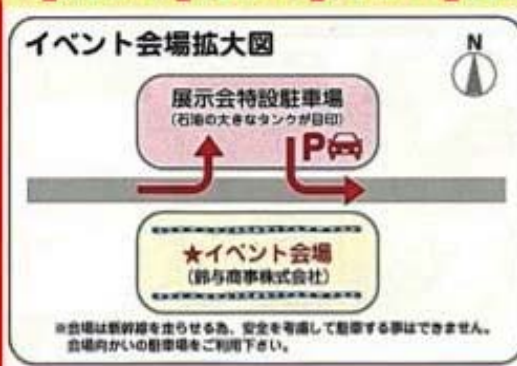 イベント会場拡大図
N
展示会特設駐車場
(石油の大きなタンクが目印)
P
★イベント会場
(鈴与商事株式会社)
※会場は新幹線を走らせる為、安全を考慮して駐車する事はできません。
会場向かいの駐車場をご利用下さい。